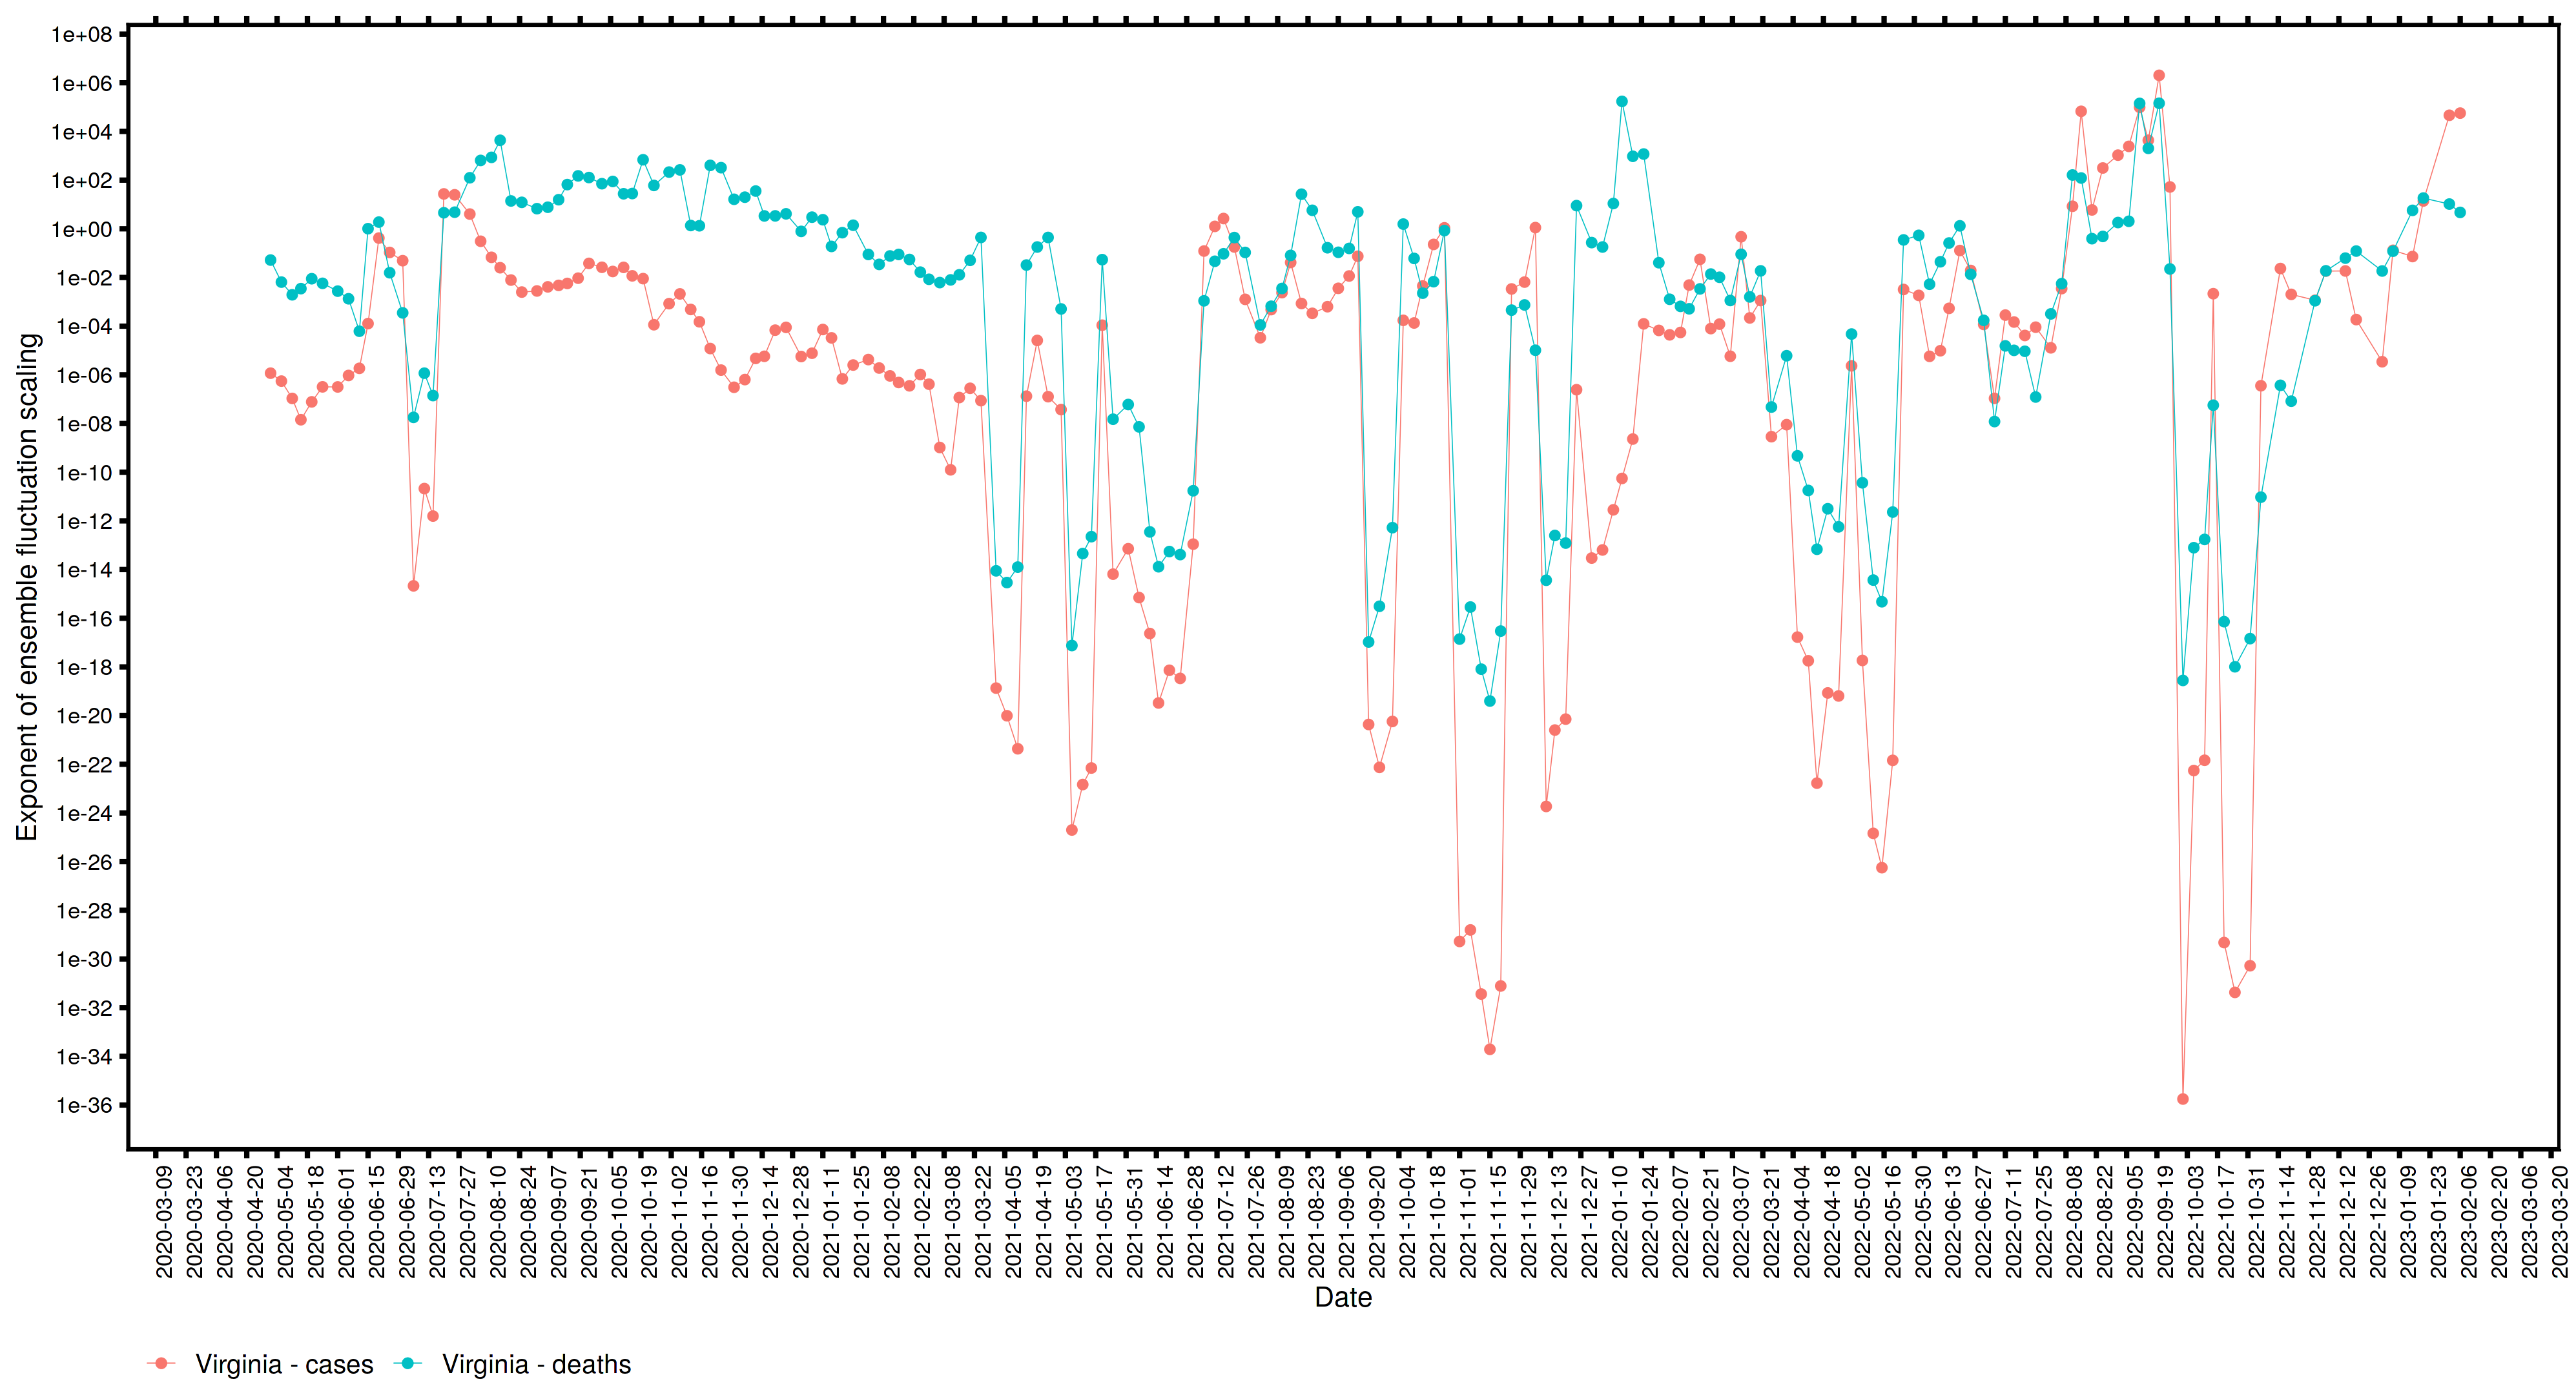 Exponent of ensemble fluctuation scaling
1e+08
1e+06
1e+04
1e+02
1e+00
1e-02
1e-04
1e-06
1e-08
1e-10
1e-12
1e-14
1e-16
1e-18
1e-20
1e-22
1e-24
1e-26
1e-28
1e-30
1e-32
1e-34
1e-36
2020-03-09
2020-03-23
2020-04-06
2020-04-20
2020-05-04
2020-05-18
2020-06-01
2020-06-15
2020-06-29
2020-07-13
2020-07-27
2020-08-10
2020-08-24
2020-09-07
2020-09-21
2020-10-05
2020-10-19
2020-11-02
2020-11-16
2020-11-30
2020-12-14
2020-12-28
2021-01-11
2021-01-25
2021-02-08
2021-02-22
2021-03-08
2021-03-22
2021-04-05
2021-04-19
2021-05-03
2021-05-17
2021-05-31
2021-06-14
2021-06-28
2021-07-12
2021-07-26
2021-08-09
2021-08-23
2021-09-06
2021-09-20
2021-10-04
2021-10-18
2021-11-01
2021-11-15
2021-11-29
2021-12-13
2021-12-27
2022-01-10
2022-01-24
2022-02-07
2022-02-21
2022-03-07
2022-03-21
2022-04-04
2022-04-18
2022-05-02
2022-05-16
2022-05-30
2022-06-13
2022-06-27
2022-07-11
2022-07-25
2022-08-08
2022-08-22
2022-09-05
2022-09-19
2022-10-03
2022-10-17
2022-10-31
2022-11-14
2022-11-28
2022-12-12
2022-12-26
2023-01-09
2023-01-23
2023-02-06
2023-02-20
2023-03-06
2023-03-20
Date
Virginia - cases
Virginia - deaths